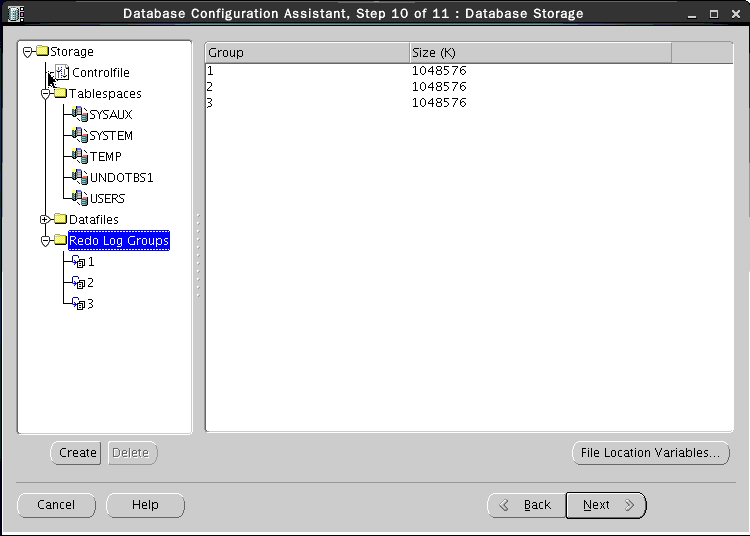 Database Configuration Assistant, Step 10 of 11 : Database Storage
Storage
Controlfile
Tablespaces
SYSAUX
SYSTEM
TEMP
UNDOTBS1
USERS
Datafiles
Redo Log Groups
1
2
3
Group Size (K)
1 1048576
2 1048576
3 1048576
Create Delete
File Location Variables...
Cancel Help Back Next